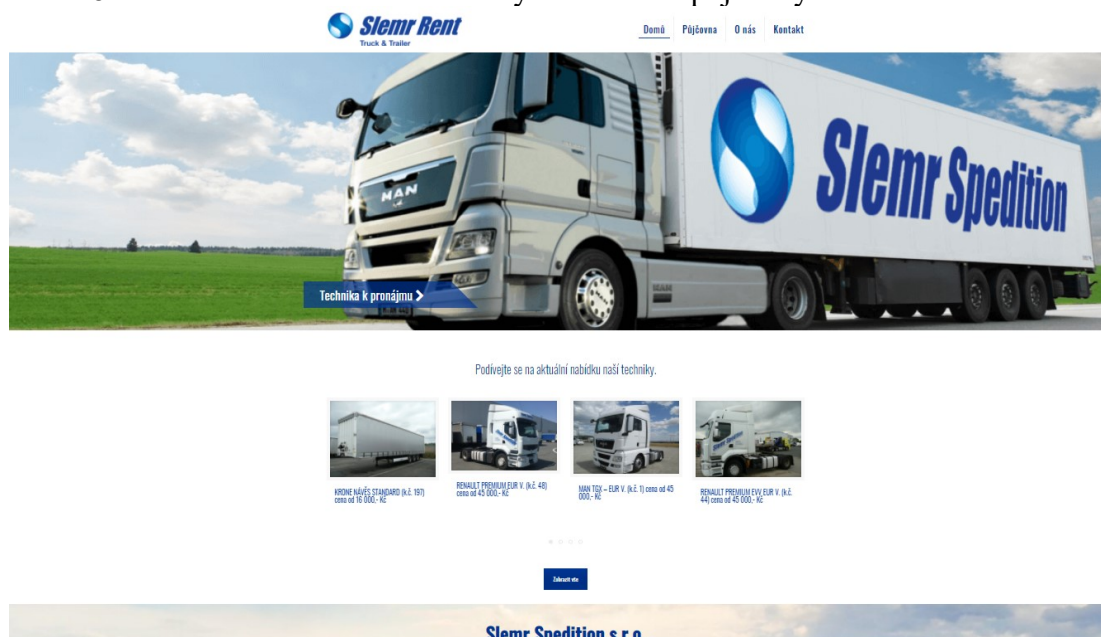 Slemr Rent
Truck & Trailer
Domů Půjčovna O nás Kontakt
MAN
Slemr Spedition
MAN
Technika k pronájmu
Podívejte se na aktuální nabídku naší techniky.
KRONE NÁVĚS STANDARD (k.č. 197)
cena od 16 000,- Kč
RENAULT PREMIUM EUR V. (k.č. 48)
cena od 45 000,- Kč
MAN TGX – EUR V. (k.č. 1) cena od 45
000,- Kč
RENAULT PREMIUM EVV EUR V. (k.č.
44) cena od 45 000,- Kč
Zobrazit vše
Slemr Spedition s.r.o.